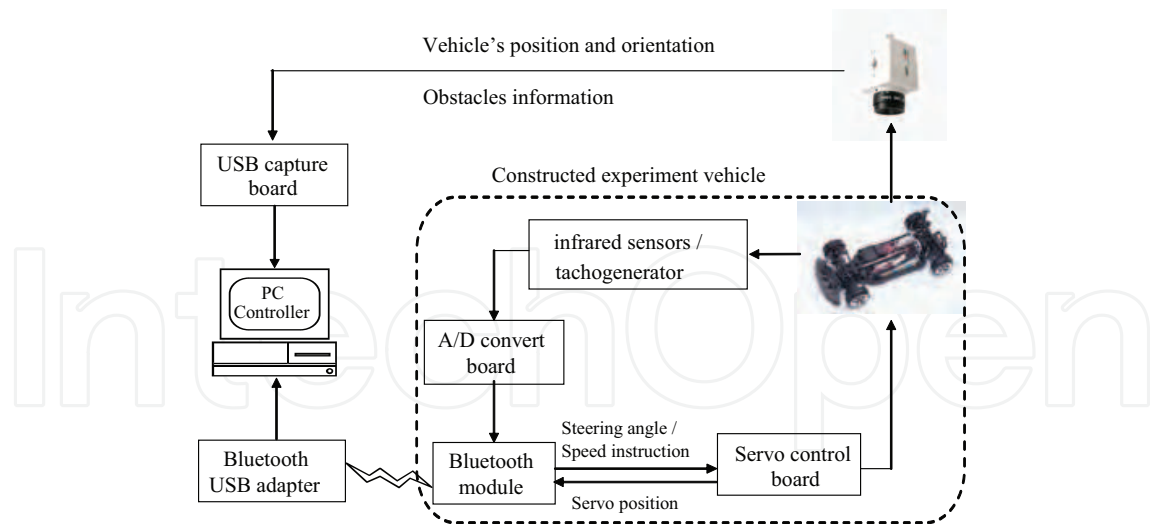 Vehicle's position and orientation
Obstacles information
USB capture
board
Constructed experiment vehicle
infrared sensors /
tachogenerator
PC
Controller
A/D convert
board
Steering angle /
Speed instruction
Bluetooth
USB adapter
Bluetooth
module
Servo control
board
Servo position
IntechOpen